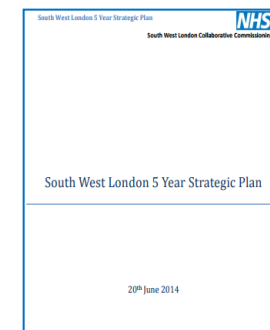 South West London 5 Year Strategic Plan
NHS
South West London Collaborative Commissionin
South West London 5 Year Strategic Plan
20th June 2014